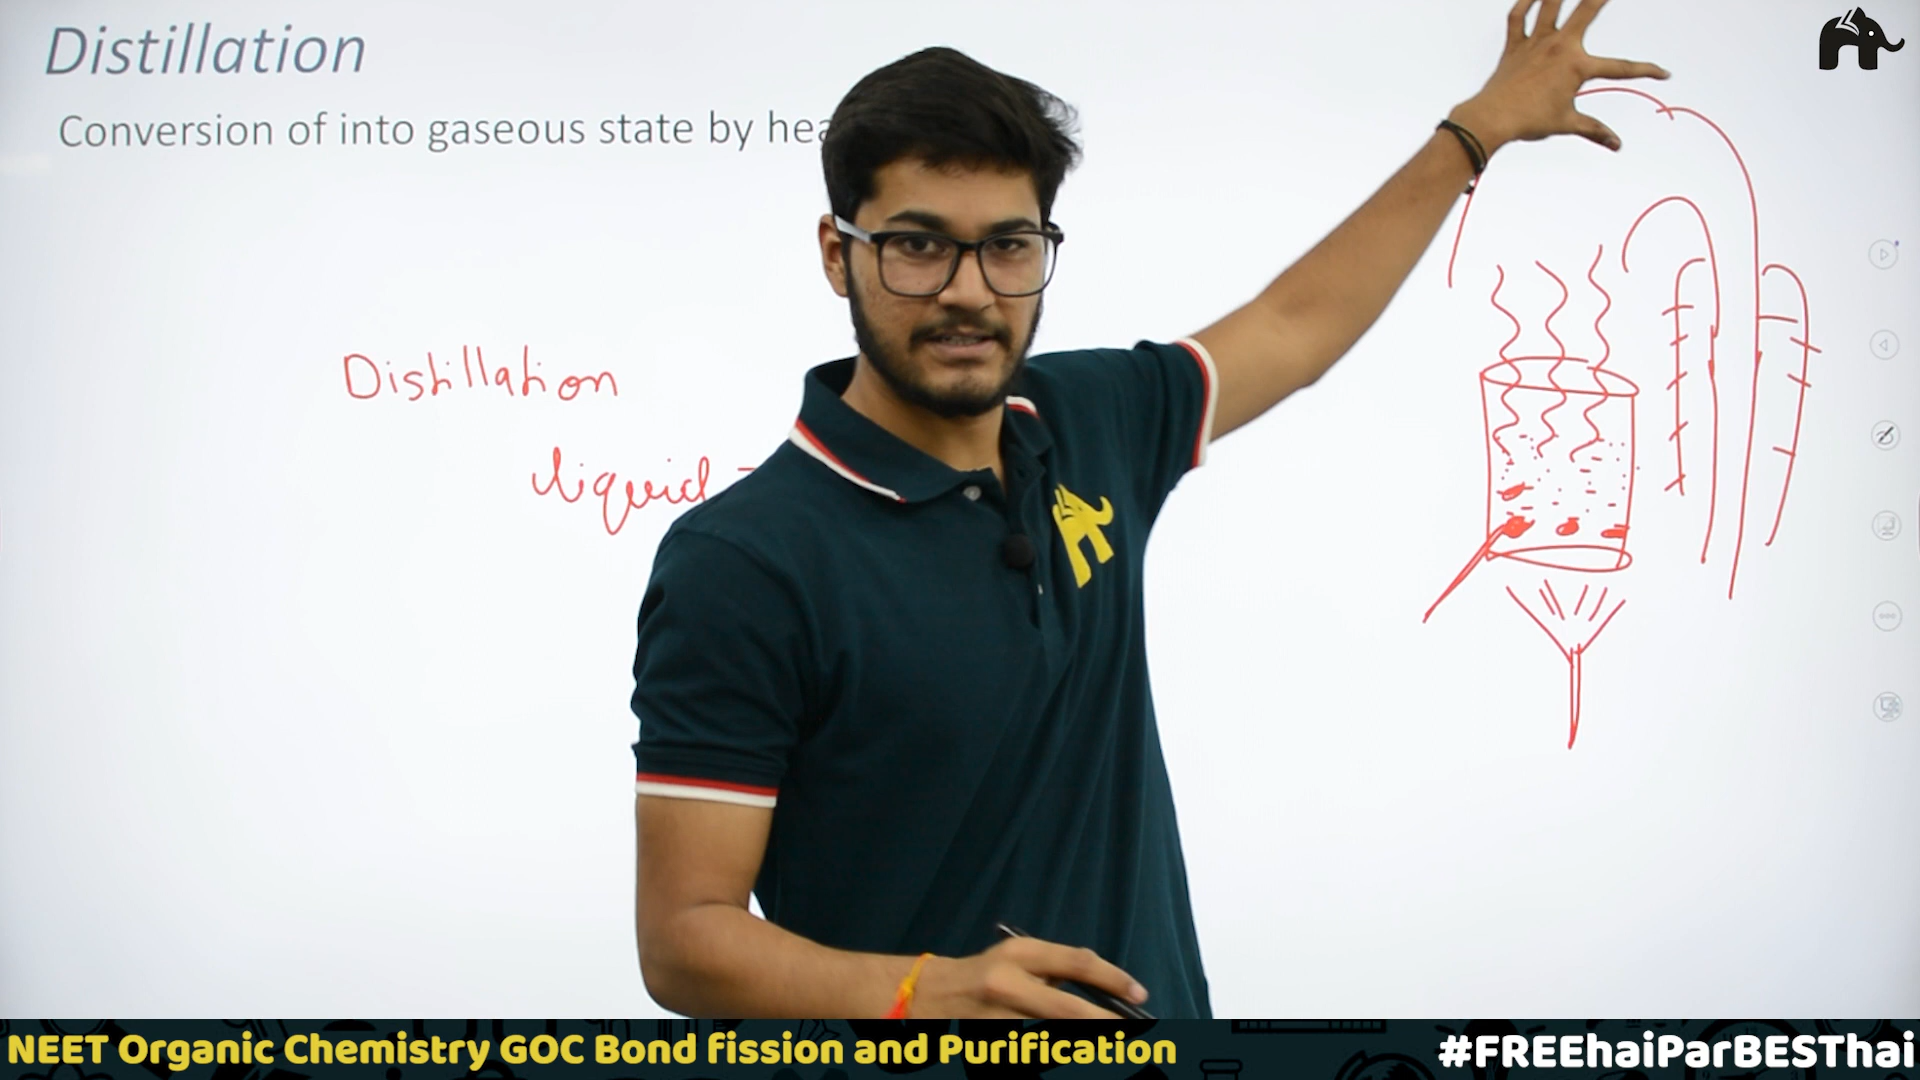 Distillation
Conversion of into gaseous state by hea
Distillation
liquid
NEET Organic Chemistry GOC Bond fission and Purification
#FREEhaiParBESThai